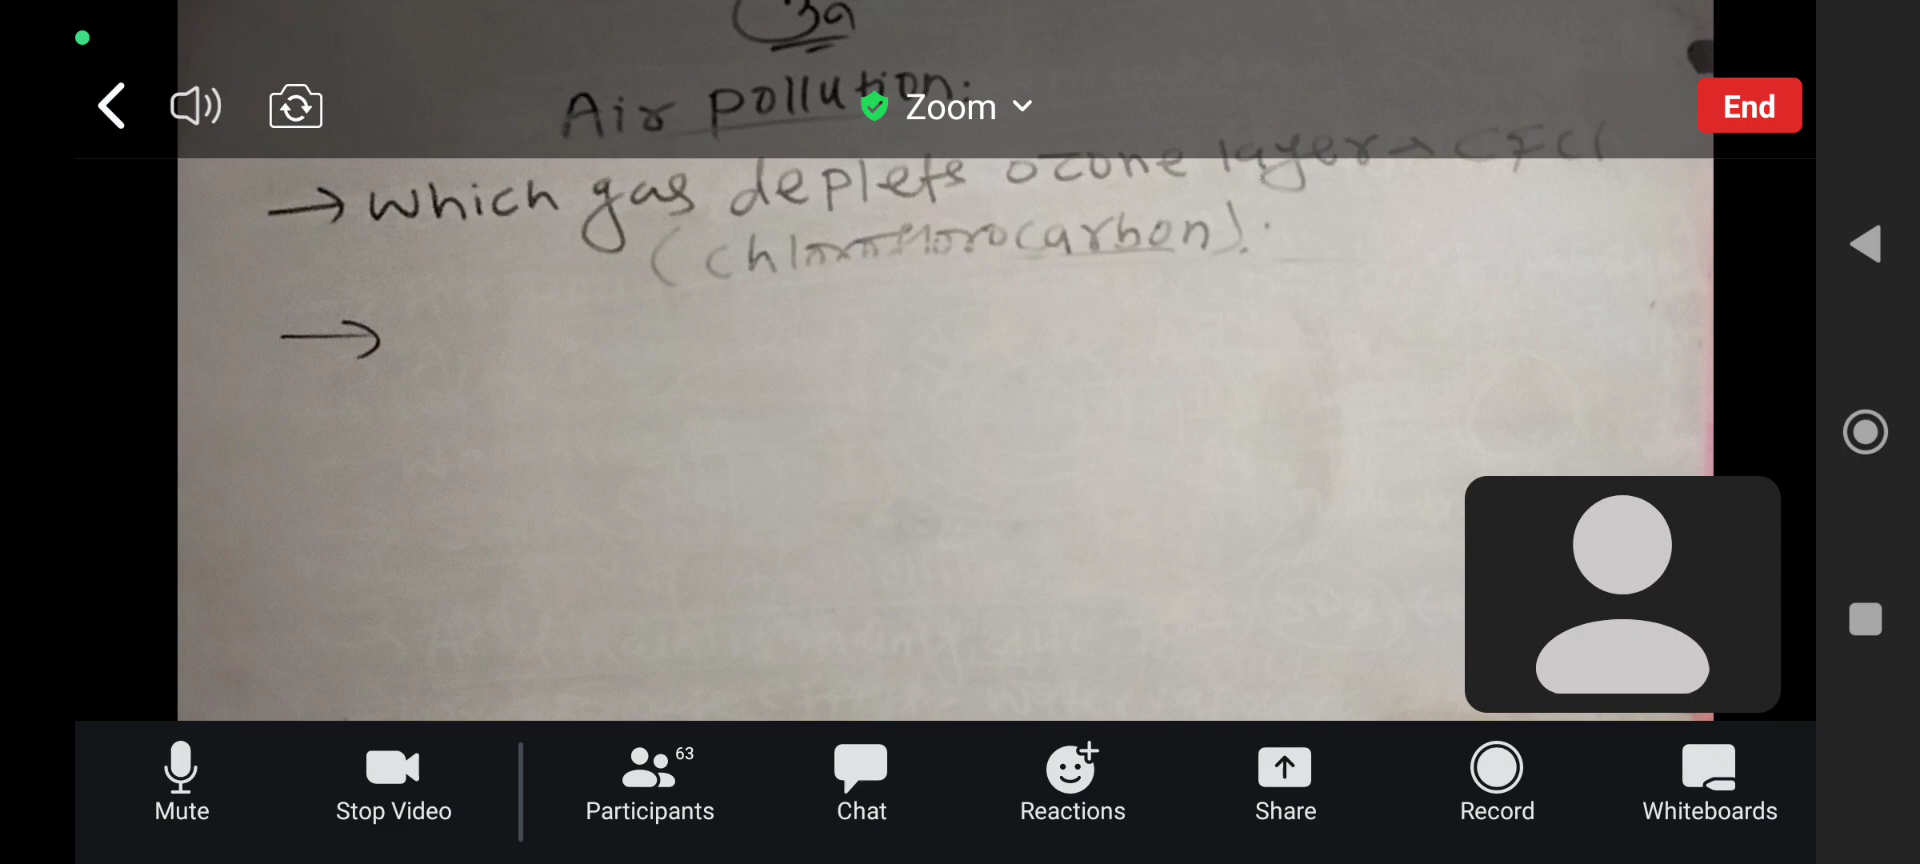 Air pollution:
Zoom
End
→ which gas deplets ozone layer → CFC(
(chloroflorocarbon).
→
63
Mute
Stop Video
Participants
Chat
Reactions
Share
Record
Whiteboards